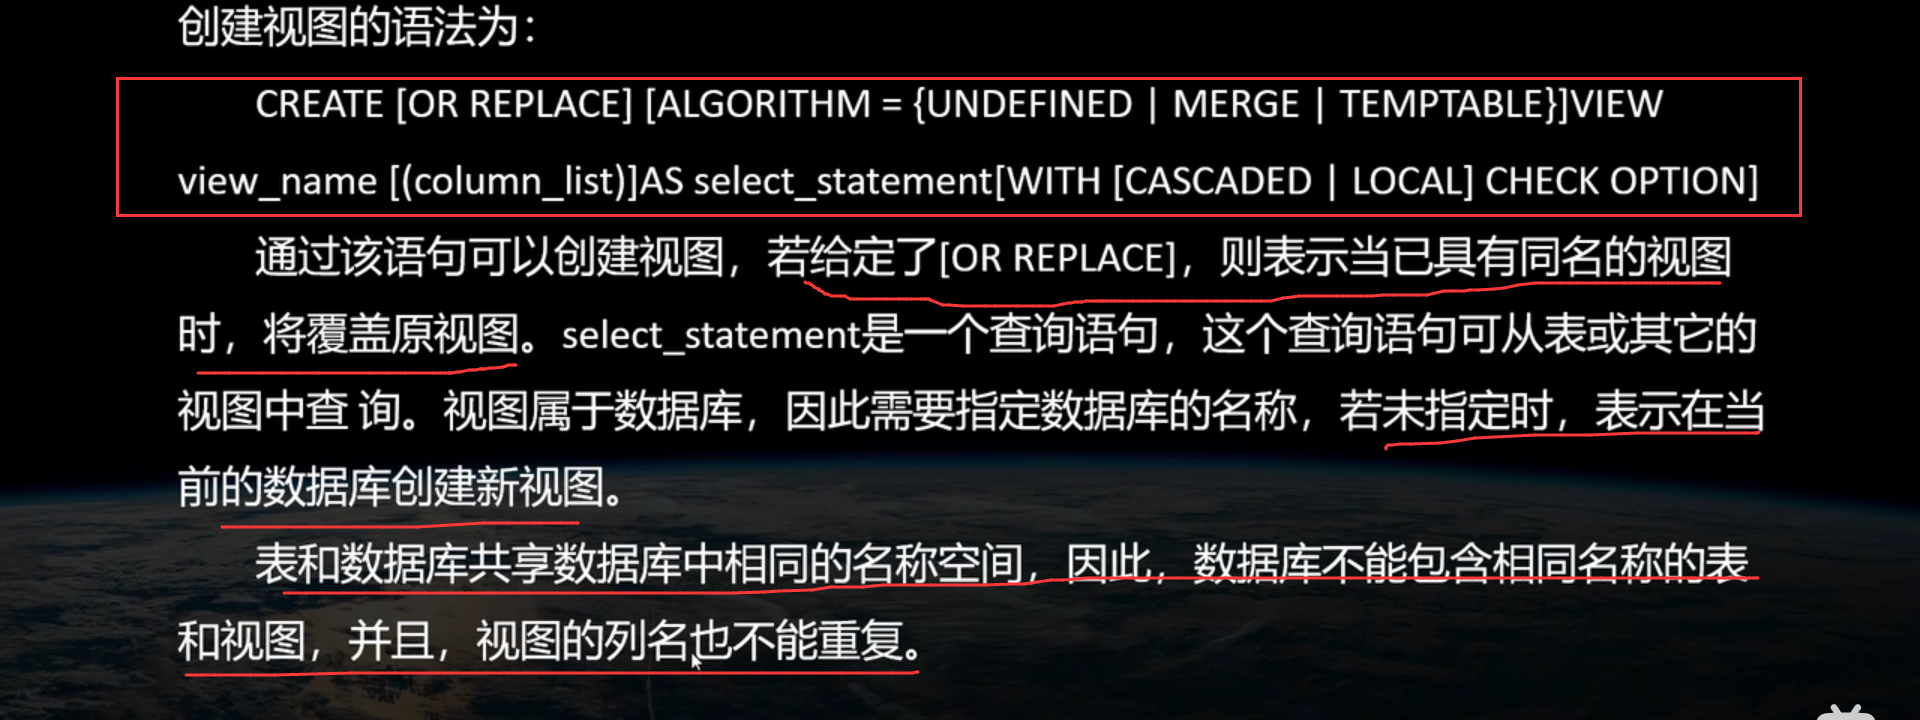 创建视图的语法为：
CREATE [OR REPLACE] [ALGORITHM = {UNDEFINED | MERGE | TEMPTABLE}]VIEW
view_name [(column_list)]AS select_statement[WITH [CASCADED | LOCAL] CHECK OPTION]
通过该语句可以创建视图，若给定了[OR REPLACE]，则表示当已具有同名的视图
时，将覆盖原视图。select_statement是一个查询语句，这个查询语句可从表或其它的
视图中查 询。视图属于数据库，因此需要指定数据库的名称，若未指定时，表示在当
前的数据库创建新视图。
表和数据库共享数据库中相同的名称空间，因此，数据库不能包含相同名称的表
和视图，并且，视图的列名也不能重复。